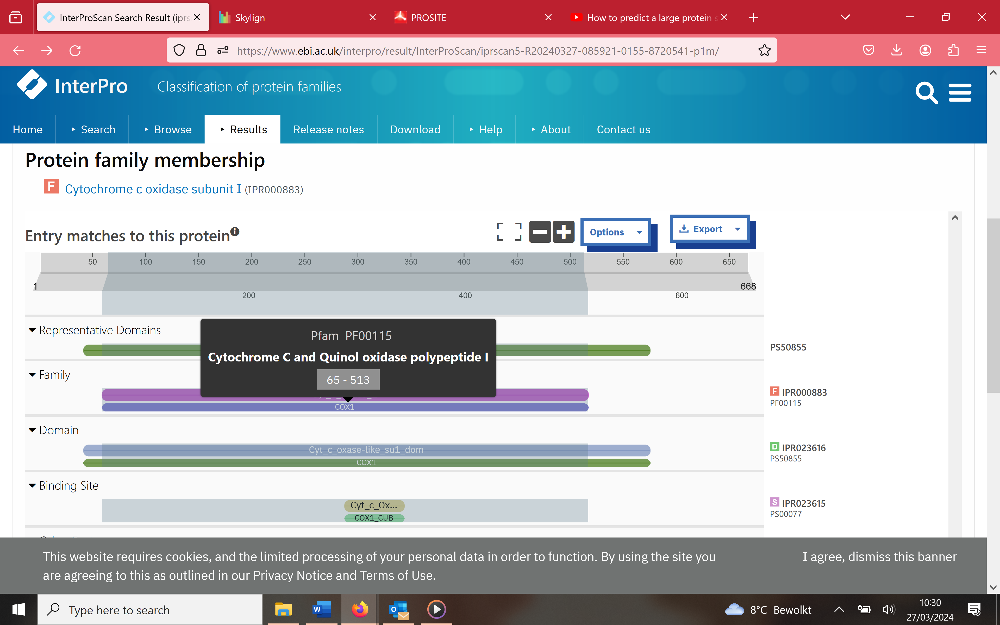 InterProScan Search Result (iprs
Skylign
PROSITE
How to predict a large protein s
https://www.ebi.ac.uk/interpro/result/InterProScan/iprscan5-R20240327-085921-0155-8720541-p1m/
InterPro
Classification of protein families
Home
Search
Browse
Results
Release notes
Download
Help
About
Contact us
Protein family membership
F Cytochrome c oxidase subunit I (IPR000883)
Entry matches to this protein
Options
Export
50 100 150 200 250 300 350 400 450 500 550 600 650
1 668
200 400 600
Representative Domains
PS50855
Pfam PF00115
Cytochrome C and Quinol oxidase polypeptide I
65 - 513
Family
F IPR000883
PF00115
COX1
Domain
Cyt_c_oxase-like_su1_dom
COX1
D IPR023616
PS50855
Binding Site
Cyt_c_Ox...
COX1_CUB
S IPR023615
PS00077
This website requires cookies, and the limited processing of your personal data in order to function. By using the site you
are agreeing to this as outlined in our Privacy Notice and Terms of Use.
I agree, dismiss this banner
Type here to search
8°C Bewolkt
10:30
27/03/2024